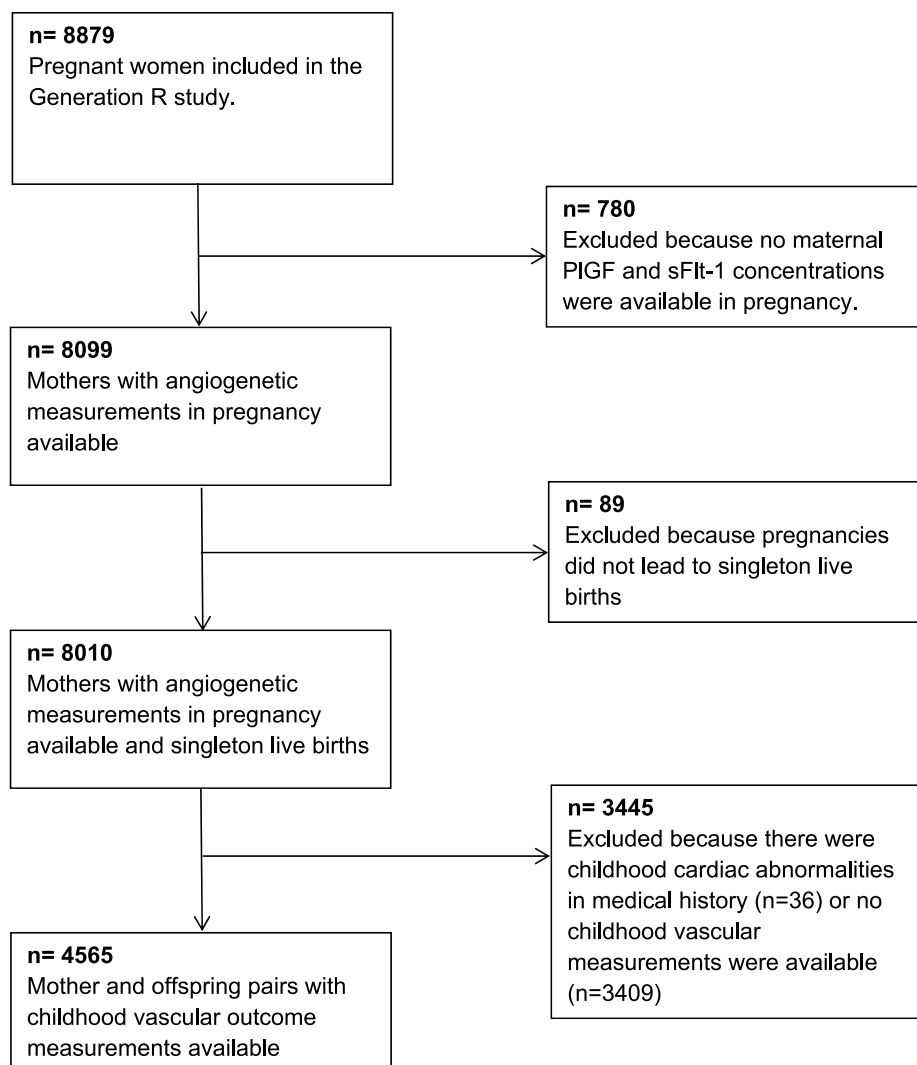 n= 8879
Pregnant women included in the
Generation R study.
n= 780
Excluded because no maternal
PlGF and sFlt-1 concentrations
were available in pregnancy.
n= 8099
Mothers with angiogenetic
measurements in pregnancy
available
n= 89
Excluded because pregnancies
did not lead to singleton live
births
n= 8010
Mothers with angiogenetic
measurements in pregnancy
available and singleton live births
n= 3445
Excluded because there were
childhood cardiac abnormalities
in medical history (n=36) or no
childhood vascular
measurements were available
(n=3409)
n= 4565
Mother and offspring pairs with
childhood vascular outcome
measurements available